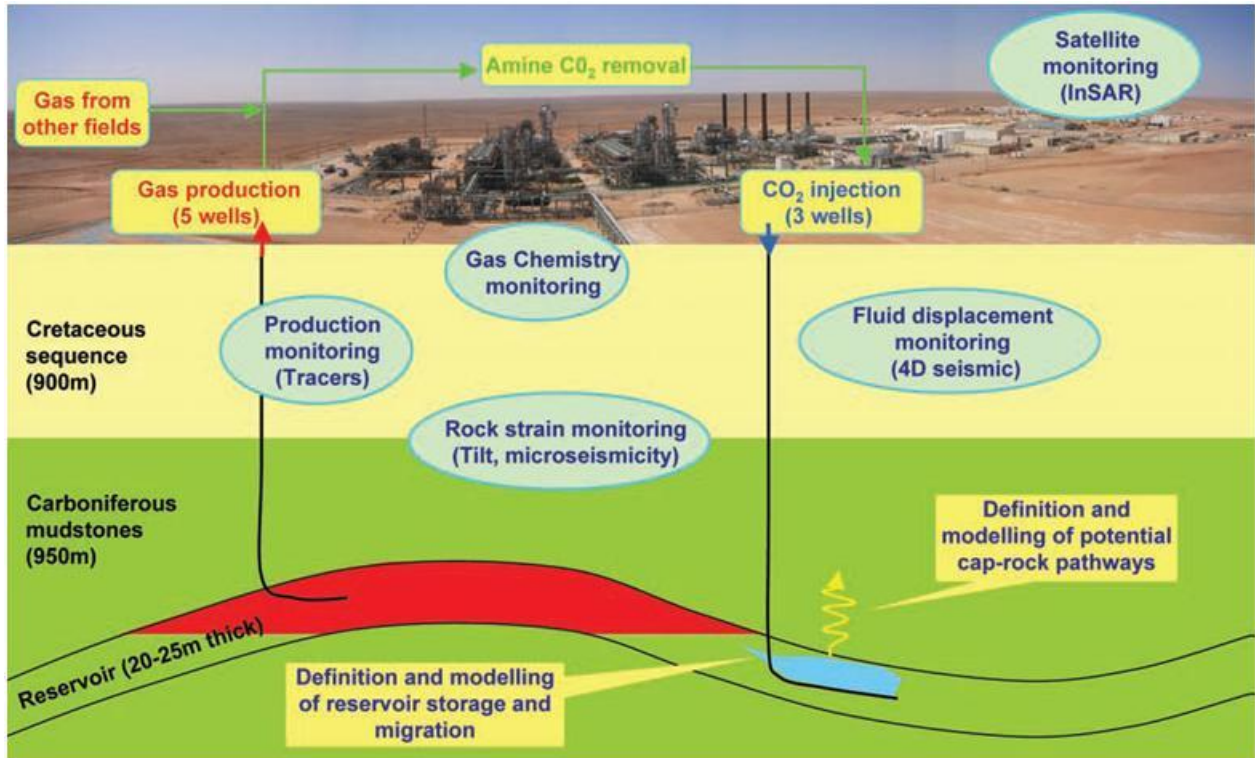 Satellite
monitoring
(InSAR)
Amine C0₂ removal
Gas from
other fields
Gas production
(5 wells)
CO₂ injection
(3 wells)
Gas Chemistry
monitoring
Cretaceous
sequence
(900m)
Production
monitoring
(Tracers)
Fluid displacement
monitoring
(4D seismic)
Rock strain monitoring
(Tilt, microseismicity)
Carboniferous
mudstones
(950m)
Definition and
modelling of potential
cap-rock pathways
Reservoir (20-25m thick)
Definition and modelling
of reservoir storage and
migration